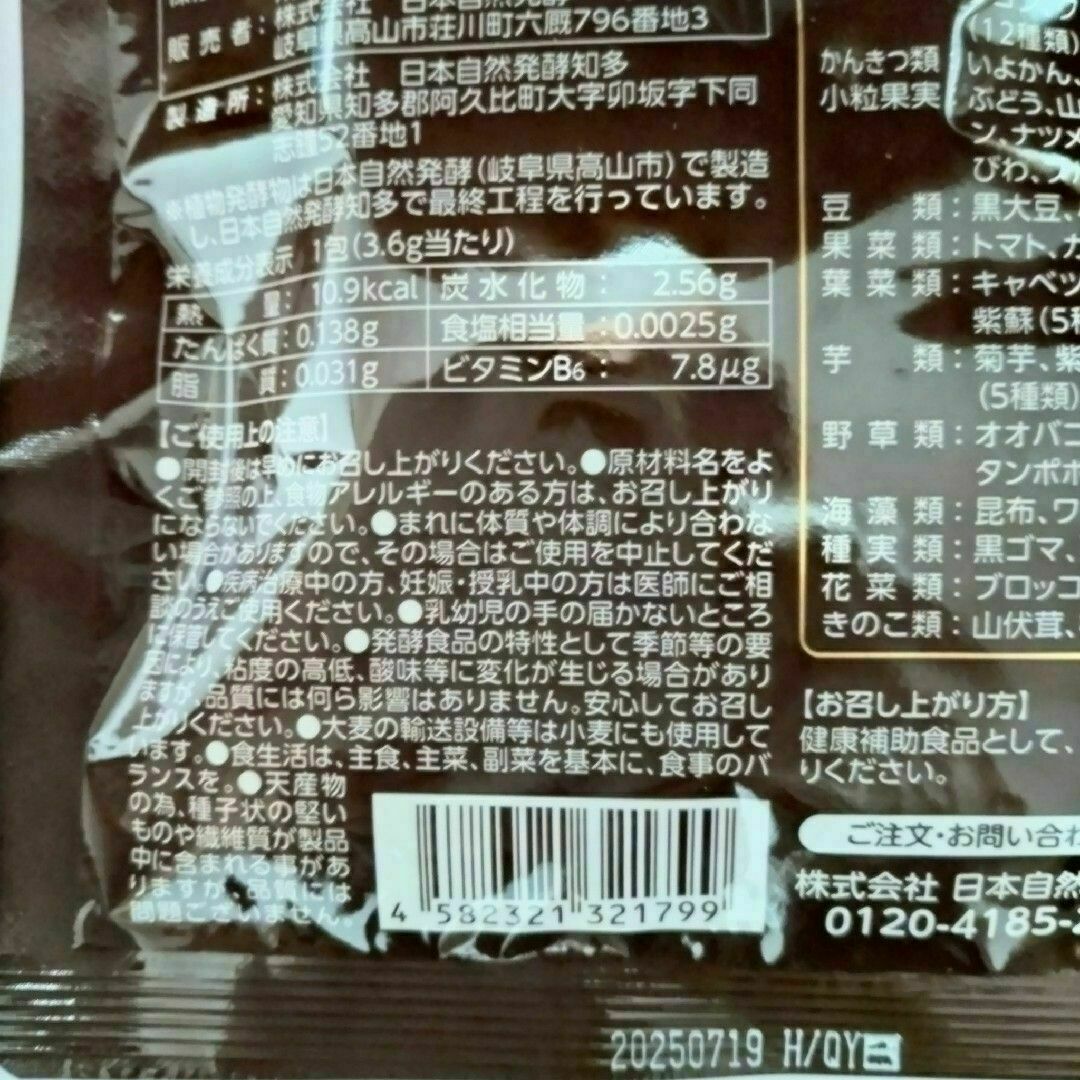 株式会社 日本自然発酵
販売者：岐阜県高山市荘川町六厩796番地3
製造所：株式会社 日本自然発酵知多
愛知県知多郡阿久比町大字卯坂字下同
志鐘52番地1
※植物発酵物は日本自然発酵(岐阜県高山市)で製造
し、日本自然発酵知多で最終工程を行っています。
栄養成分表示 1包(3.6g当たり)
熱量：10.9kcal 炭水化物：2.56g
たんぱく質：0.138g 食塩相当量：0.0025g
脂質：0.031g ビタミンB6：7.8μg
【ご使用上の注意】
●開封後は早めにお召し上がりください。●原材料名をよ
くご参照の上、食物アレルギーのある方は、お召し上がり
にならないでください。●まれに体質や体調により合わな
い場合がありますので、その場合はご使用を中止してくだ
さい。●疾病治療中の方、妊娠・授乳中の方は医師にご相
談のうえご使用ください。●乳幼児の手の届かないところ
に保管してください。●発酵食品の特性として季節等の要
因により、粘度の高低、酸味等に変化が生じる場合があり
ますが、品質には何ら影響はありません。安心してお召し
上がりください。●大麦の輸送設備等は小麦にも使用して
います。●食生活は、主食、主菜、副菜を基本に、食事のバ
ランスを。●天産物
の為、種子状の堅い
ものや繊維質が製品
中に含まれる事があ
りますが、品質には
問題ございません。
4 582321 321799
(12種類)
かんきつ類 いよかん、
小粒果実 ぶどう、山
ン、ナツメ
びわ、
豆類：黒大豆、
果菜類：トマト、カ
葉菜類：キャベツ
紫蘇(5種
芋類：菊芋、紫
(5種類)
野草類：オオバコ
タンポポ
海藻類：昆布、ワ
種実類：黒ゴマ、
花菜類：ブロッコ
きのこ類：山伏茸、
【お召し上がり方】
健康補助食品として、
りください。
ご注文・お問い合わ
株式会社 日本自然
0120-4185-2
20250719 H/QY